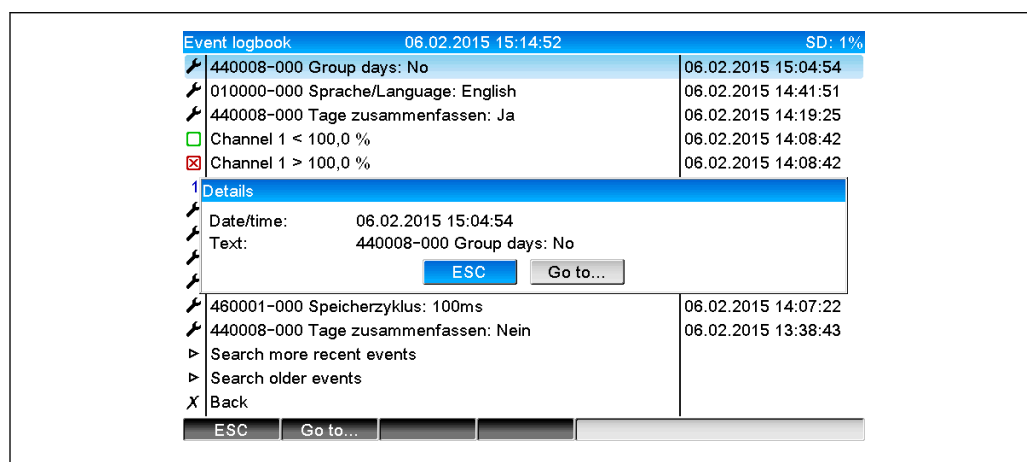 Event logbook 06.02.2015 15:14:52 SD: 1%
440008-000 Group days: No 06.02.2015 15:04:54
010000-000 Sprache/Language: English 06.02.2015 14:41:51
440008-000 Tage zusammenfassen: Ja 06.02.2015 14:19:25
Channel 1 < 100,0 % 06.02.2015 14:08:42
Channel 1 > 100,0 % 06.02.2015 14:08:42
1
Details
Date/time: 06.02.2015 15:04:54
Text: 440008-000 Group days: No
ESC Go to...
460001-000 Speicherzyklus: 100ms 06.02.2015 14:07:22
440008-000 Tage zusammenfassen: Nein 06.02.2015 13:38:43
Search more recent events
Search older events
X Back
ESC Go to...